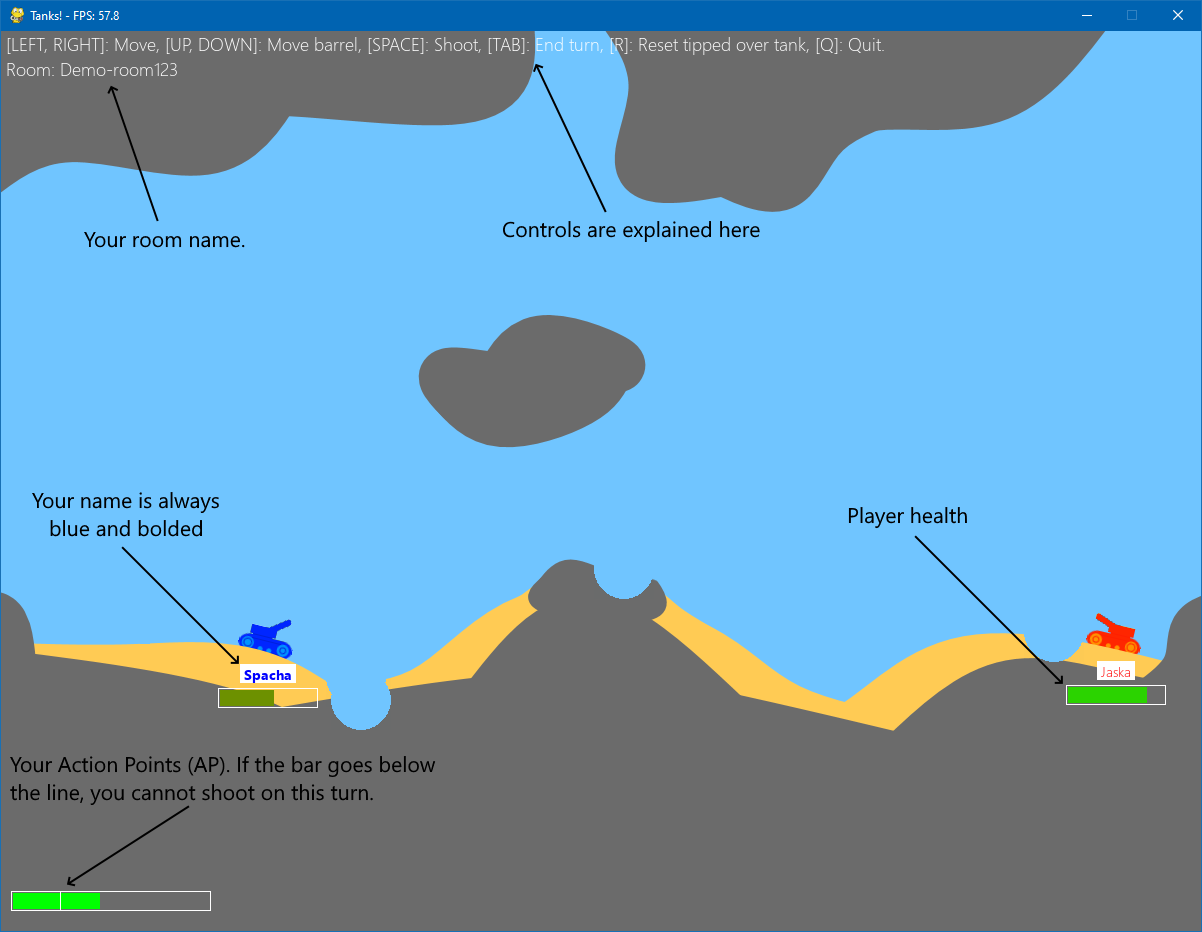 Tanks! - FPS: 57.8
[LEFT, RIGHT]: Move, [UP, DOWN]: Move barrel, [SPACE]: Shoot, [TAB]: End turn, [R]: Reset tipped over tank, [Q]: Quit.
Room: Demo-room123
Your room name.
Controls are explained here
Your name is always
blue and bolded
Player health
Spacha
Jaska
Your Action Points (AP). If the bar goes below
the line, you cannot shoot on this turn.